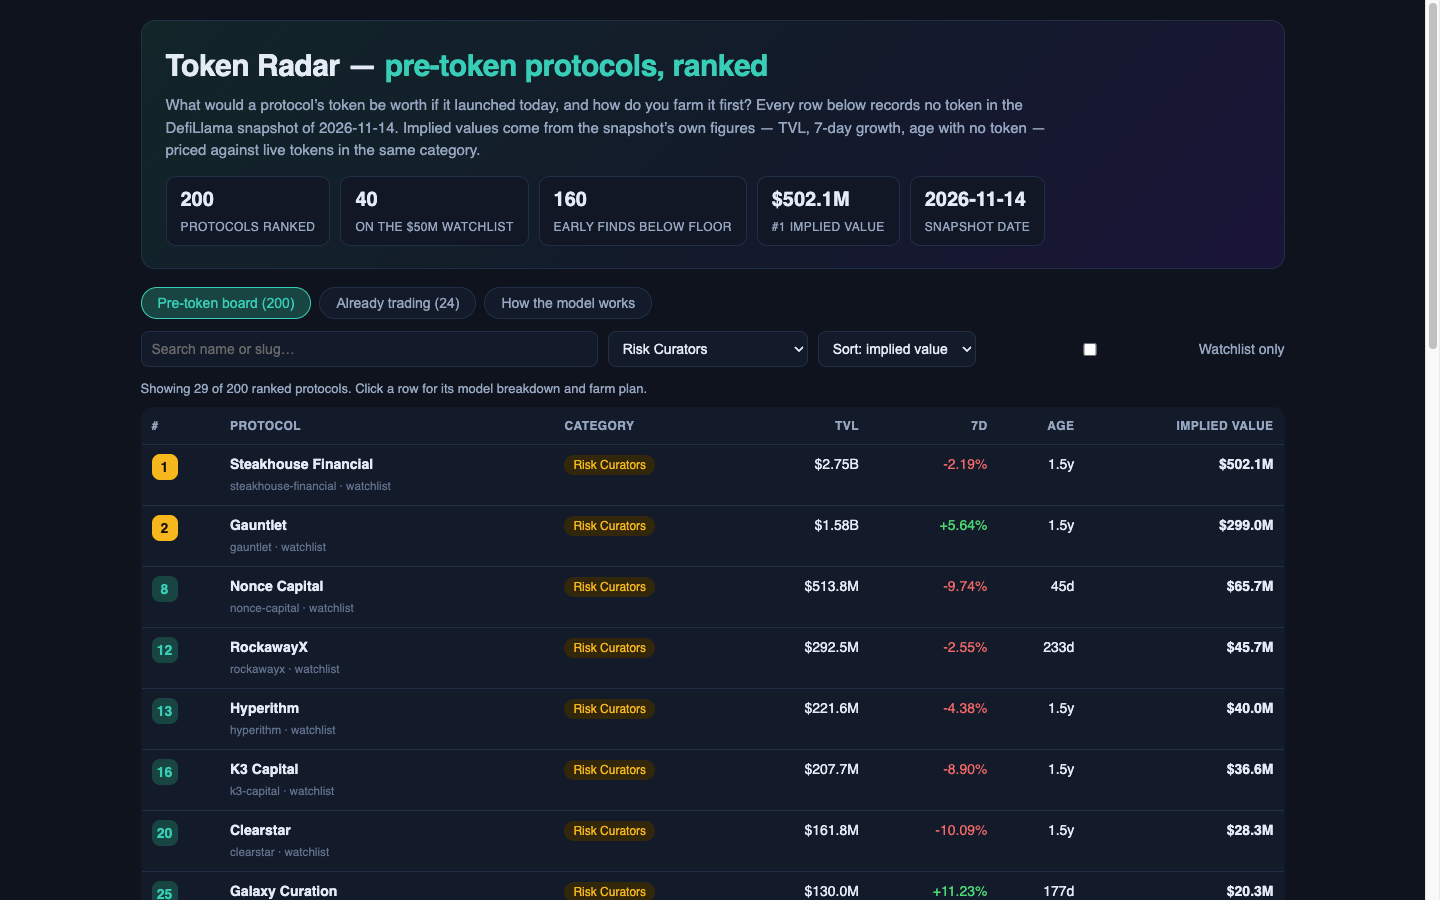 Token Radar — pre-token protocols, ranked
What would a protocol’s token be worth if it launched today, and how do you farm it first? Every row below records no token in the
DefiLlama snapshot of 2026-11-14. Implied values come from the snapshot’s own figures — TVL, 7-day growth, age with no token —
priced against live tokens in the same category.
200 40 160 $502.1M 2026-11-14
PROTOCOLS RANKED ON THE $50M WATCHLIST EARLY FINDS BELOW FLOOR #1 IMPLIED VALUE SNAPSHOT DATE
Pre-token board (200) Already trading (24) How the model works
Search name or slug… Risk Curators Sort: implied value Watchlist only
Showing 29 of 200 ranked protocols. Click a row for its model breakdown and farm plan.
# PROTOCOL CATEGORY TVL 7D AGE IMPLIED VALUE
1 Steakhouse Financial Risk Curators $2.75B -2.19% 1.5y $502.1M
steakhouse-financial · watchlist
2 Gauntlet Risk Curators $1.58B +5.64% 1.5y $299.0M
gauntlet · watchlist
8 Nonce Capital Risk Curators $513.8M -9.74% 45d $65.7M
nonce-capital · watchlist
12 RockawayX Risk Curators $292.5M -2.55% 233d $45.7M
rockawayx · watchlist
13 Hyperithm Risk Curators $221.6M -4.38% 1.5y $40.0M
hyperithm · watchlist
16 K3 Capital Risk Curators $207.7M -8.90% 1.5y $36.6M
k3-capital · watchlist
20 Clearstar Risk Curators $161.8M -10.09% 1.5y $28.3M
clearstar · watchlist
25 Galaxy Curation Risk Curators $130.0M +11.23% 177d $20.3M